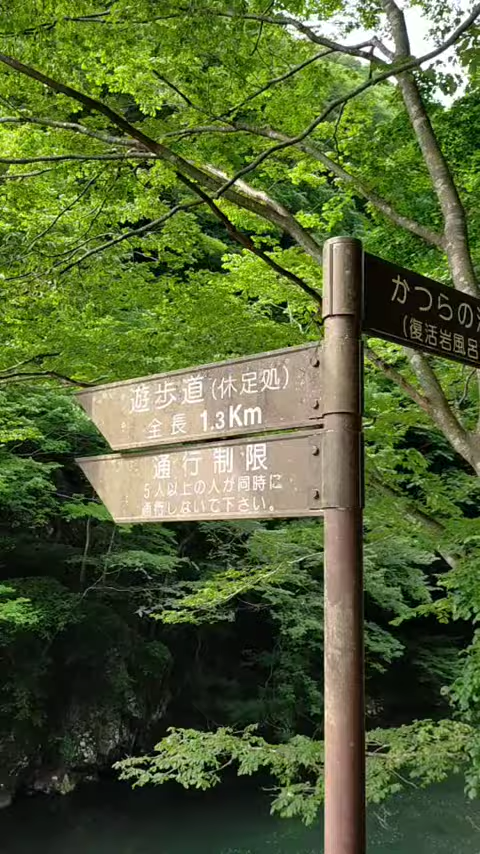 遊歩道(休足処)
全長 1.3Km
通行制限
5人以上の人が同時に
通行しないで下さい。
かつらの
(復活岩風呂